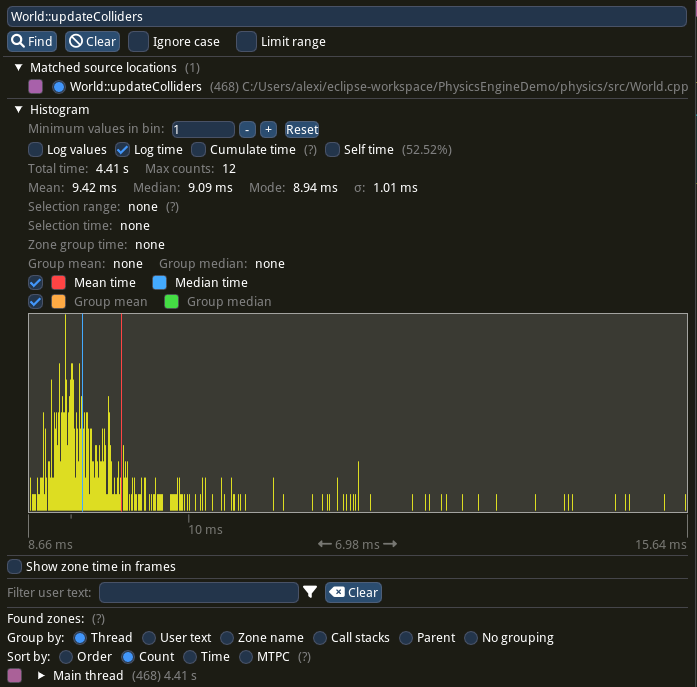 World::updateColliders
Find Clear Ignore case Limit range
Matched source locations (1)
World::updateColliders (468) C:/Users/alexi/eclipse-workspace/PhysicsEngineDemo/physics/src/World.cpp
Histogram
Minimum values in bin: 1 - + Reset
Log values Log time Cumulate time (?) Self time (52.52%)
Total time: 4.41 s Max counts: 12
Mean: 9.42 ms Median: 9.09 ms Mode: 8.94 ms σ: 1.01 ms
Selection range: none (?)
Selection time: none
Zone group time: none
Group mean: none Group median: none
Mean time Median time
Group mean Group median
10 ms
8.66 ms 6.98 ms 15.64 ms
Show zone time in frames
Filter user text: Clear
Found zones: (?)
Group by: Thread User text Zone name Call stacks Parent No grouping
Sort by: Order Count Time MTPC (?)
Main thread (468) 4.41 s